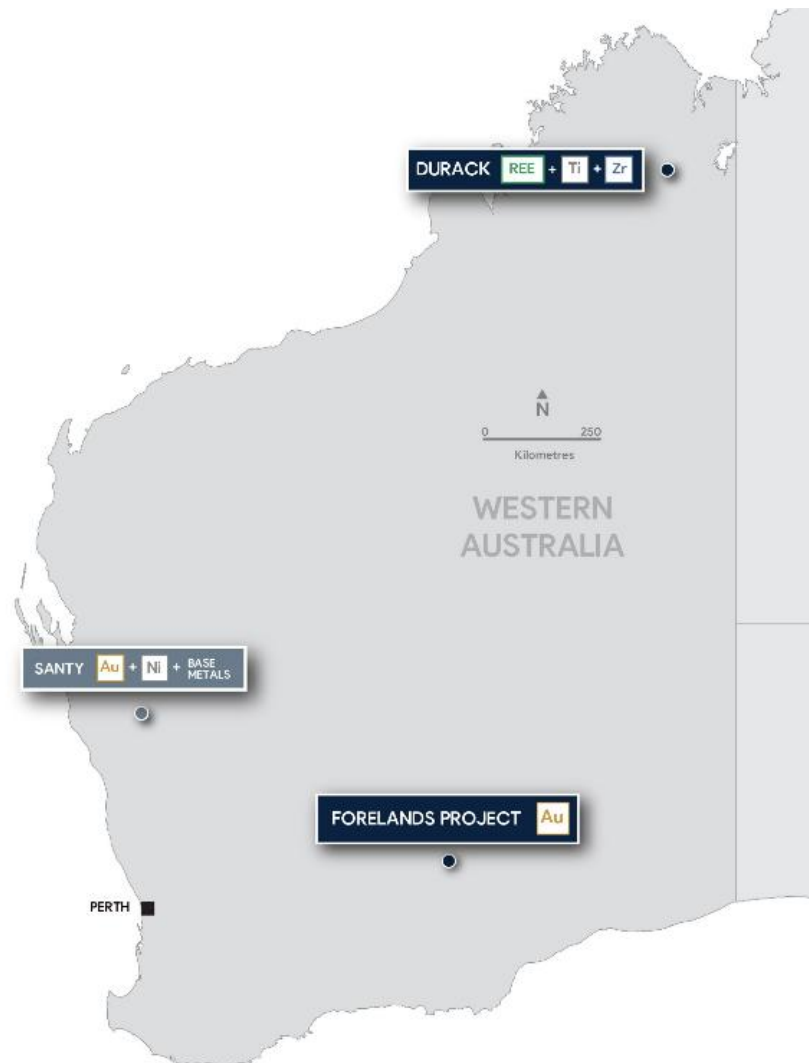 DURACK REE + Ti + Zr
N
0 250
Kilometres
WESTERN
AUSTRALIA
SANTY Au + Ni + BASE
METALS
FORELANDS PROJECT Au
PERTH